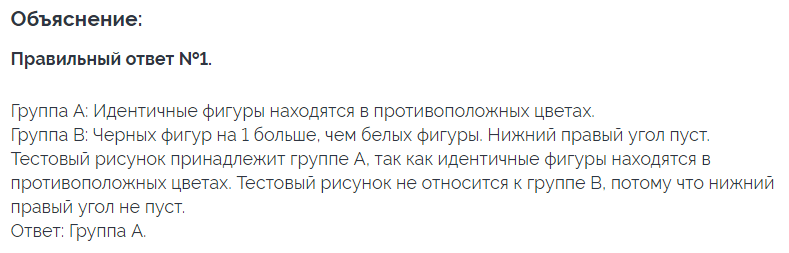 Объяснение:
Правильный ответ №1.
Группа A: Идентичные фигуры находятся в противоположных цветах.
Группа B: Черных фигур на 1 больше, чем белых фигуры. Нижний правый угол пуст.
Тестовый рисунок принадлежит группе A, так как идентичные фигуры находятся в
противоположных цветах. Тестовый рисунок не относится к группе B, потому что нижний
правый угол не пуст.
Ответ: Группа A.